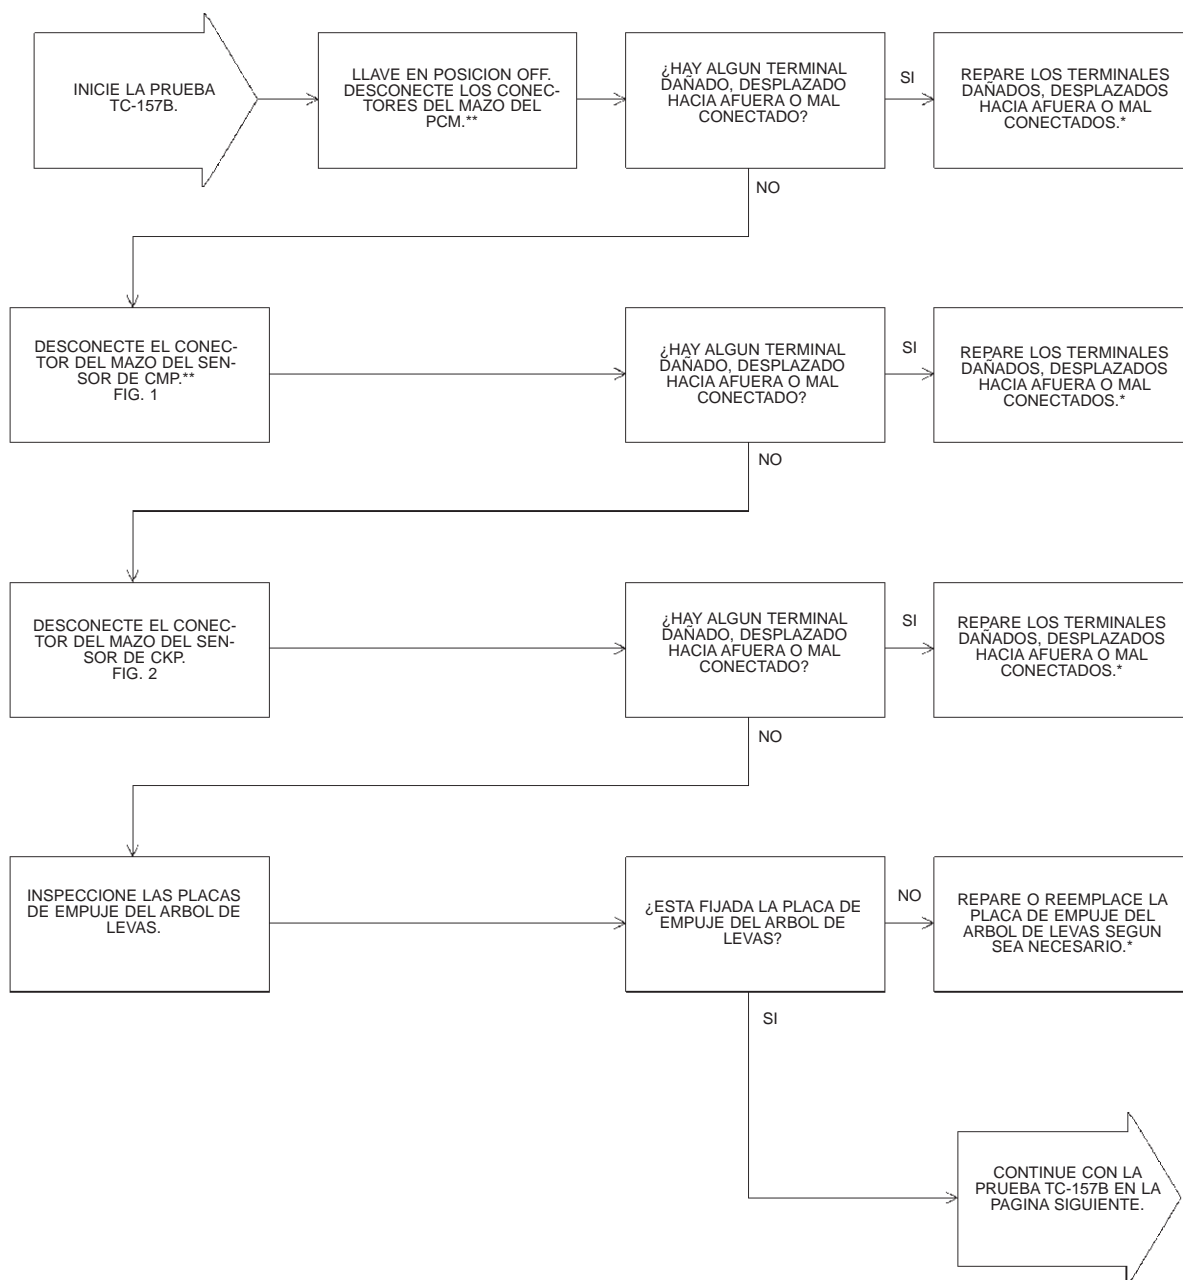 INICIE LA PRUEBA
TC-157B.
LLAVE EN POSICION OFF.
DESCONECTE LOS CONEC-
TORES DEL MAZO DEL
PCM.**
¿HAY ALGUN TERMINAL
DAÑADO, DESPLAZADO
HACIA AFUERA O MAL
CONECTADO?
SI
REPARE LOS TERMINALES
DAÑADOS, DESPLAZADOS
HACIA AFUERA O MAL
CONECTADOS.*
NO
DESCONECTE EL CONEC-
TOR DEL MAZO DEL SEN-
SOR DE CMP.**
FIG. 1
¿HAY ALGUN TERMINAL
DAÑADO, DESPLAZADO
HACIA AFUERA O MAL
CONECTADO?
SI
REPARE LOS TERMINALES
DAÑADOS, DESPLAZADOS
HACIA AFUERA O MAL
CONECTADOS.*
NO
DESCONECTE EL CONEC-
TOR DEL MAZO DEL SEN-
SOR DE CKP.
FIG. 2
¿HAY ALGUN TERMINAL
DAÑADO, DESPLAZADO
HACIA AFUERA O MAL
CONECTADO?
SI
REPARE LOS TERMINALES
DAÑADOS, DESPLAZADOS
HACIA AFUERA O MAL
CONECTADOS.*
NO
INSPECCIONE LAS PLACAS
DE EMPUJE DEL ARBOL DE
LEVAS.
¿ESTA FIJADA LA PLACA DE
EMPUJE DEL ARBOL DE
LEVAS?
NO
REPARE O REEMPLACE LA
PLACA DE EMPUJE DEL
ARBOL DE LEVAS SEGUN
SEA NECESARIO.*
SI
CONTINUE CON LA
PRUEBA TC-157B EN LA
PAGINA SIGUIENTE.